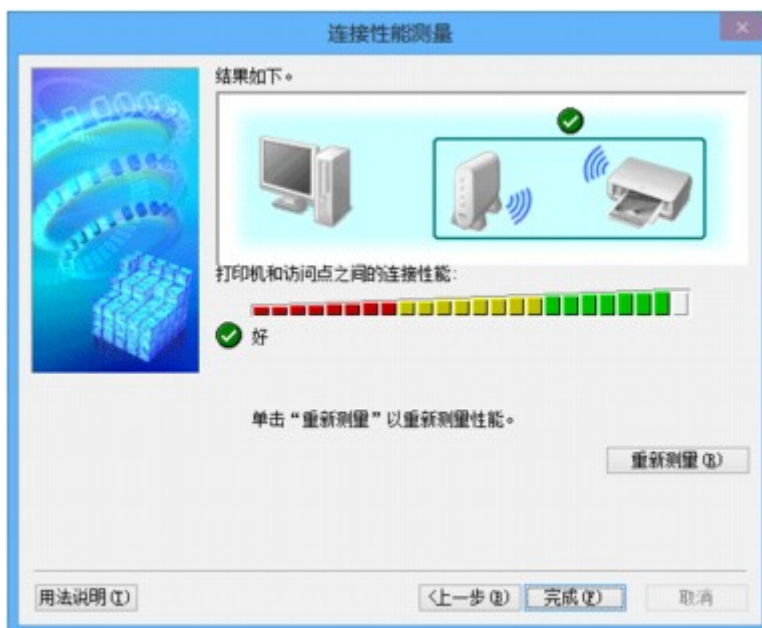 连接性能测量
结果如下。
打印机和访问点之间的连接性能:
好
单击“重新测量”以重新测量性能。
重新测量(R)
用法说明(T)
<上一步(B)
完成(F)
取消